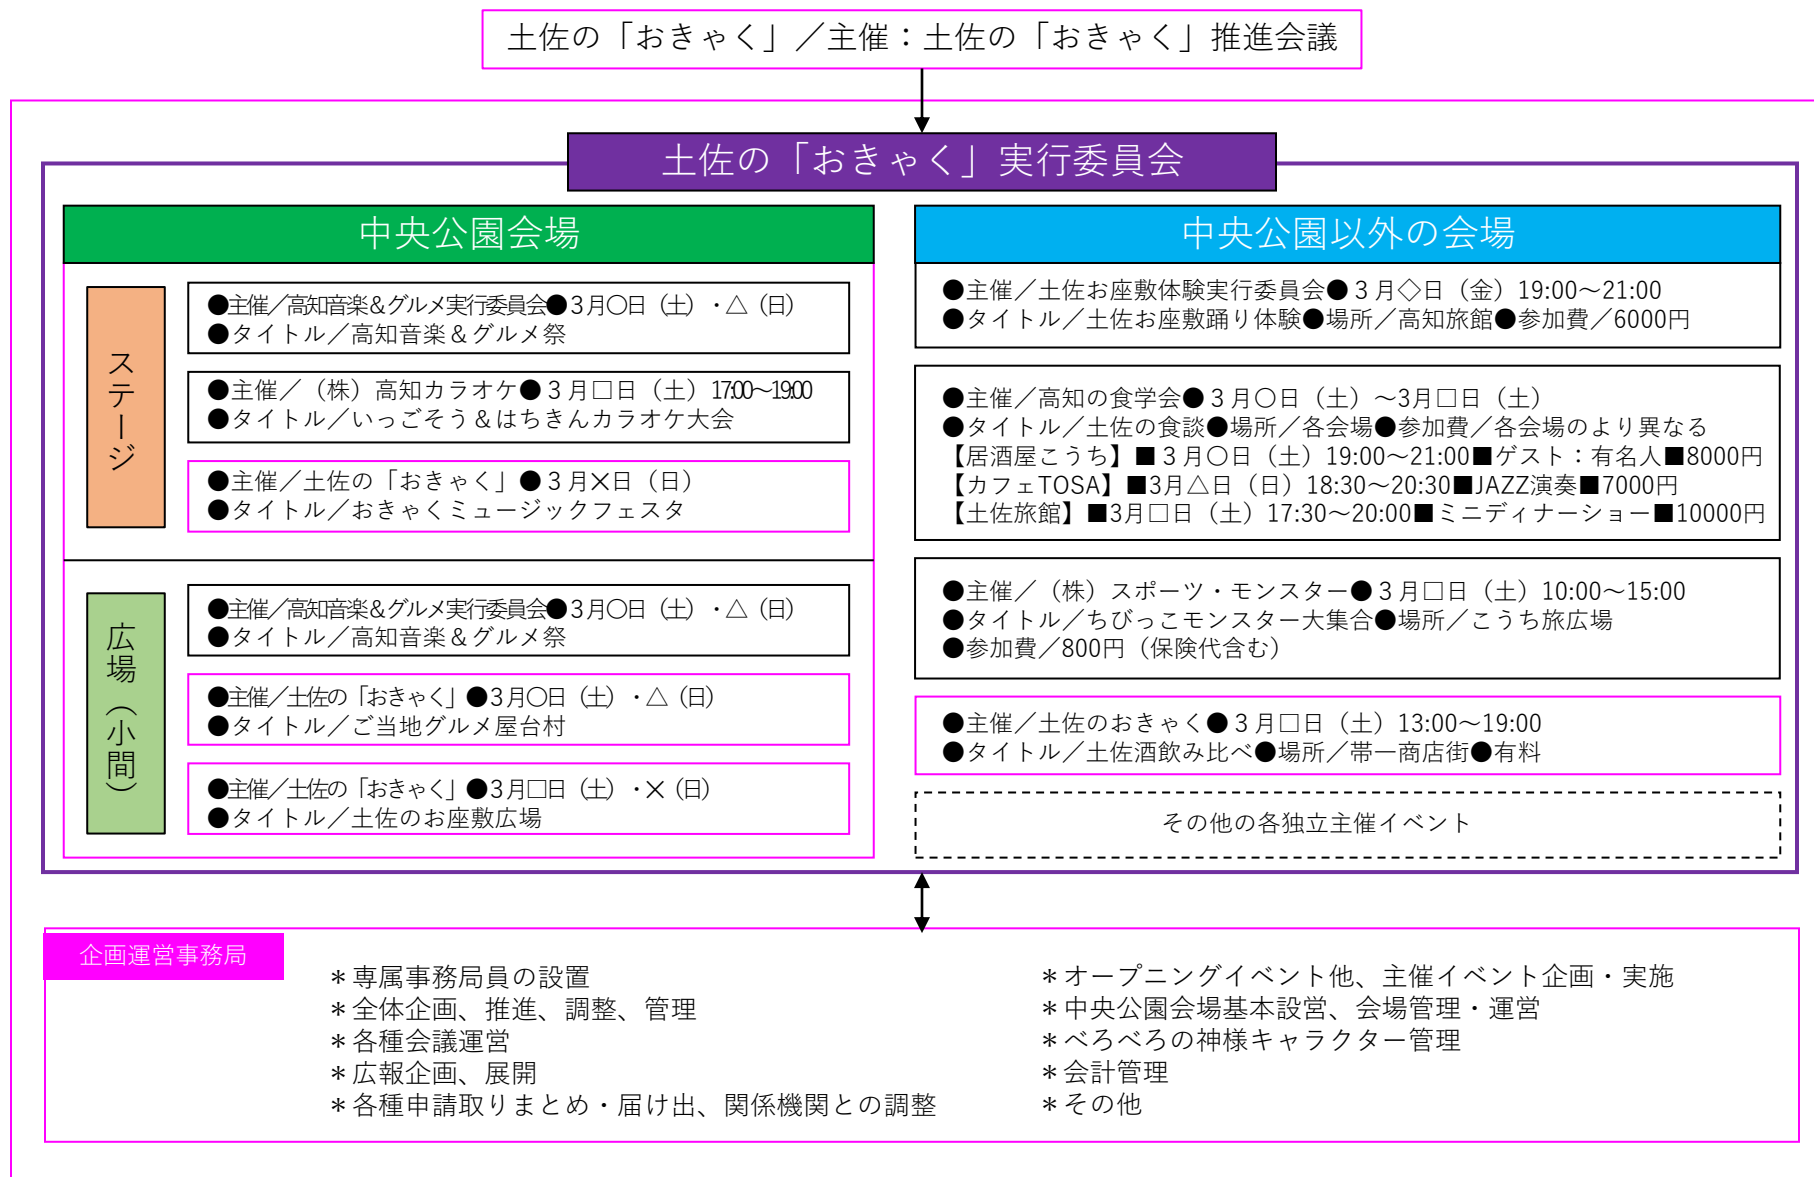 土佐の「おきゃく」／主催：土佐の「おきゃく」推進会議
土佐の「おきゃく」実行委員会
中央公園会場
ステージ
●主催／高知音楽＆グルメ実行委員会●３月〇日（土）・△（日）
●タイトル／高知音楽＆グルメ祭
●主催／（株）高知カラオケ●３月□日（土）17:00～19:00
●タイトル／いっごそう＆はちきんカラオケ大会
●主催／土佐の「おきゃく」●３月✕日（日）
●タイトル／おきゃくミュージックフェスタ
広場（小間）
●主催／高知音楽＆グルメ実行委員会●３月〇日（土）・△（日）
●タイトル／高知音楽＆グルメ祭
●主催／土佐の「おきゃく」●３月〇日（土）・△（日）
●タイトル／ご当地グルメ屋台村
●主催／土佐の「おきゃく」●３月□日（土）・✕（日）
●タイトル／土佐のお座敷広場
中央公園以外の会場
●主催／土佐お座敷体験実行委員会●３月◇日（金）19:00～21:00
●タイトル／土佐お座敷踊り体験●場所／高知旅館●参加費／6000円
●主催／高知の食学会●３月〇日（土）～3月□日（土）
●タイトル／土佐の食談●場所／各会場●参加費／各会場のより異なる
【居酒屋こうち】■３月〇日（土）19:00～21:00■ゲスト：有名人■8000円
【カフェTOSA】■3月△日（日）18:30～20:30■JAZZ演奏■7000円
【土佐旅館】■3月□日（土）17:30～20:00■ミニディナーショー■10000円
●主催／（株）スポーツ・モンスター●３月□日（土）10:00～15:00
●タイトル／ちびっこモンスター大集合●場所／こうち旅広場
●参加費／800円（保険代含む）
●主催／土佐のおきゃく●３月□日（土）13:00～19:00
●タイトル／土佐酒飲み比べ●場所／帯一商店街●有料
その他の各独立主催イベント
企画運営事務局
＊専属事務局員の設置
＊全体企画、推進、調整、管理
＊各種会議運営
＊広報企画、展開
＊各種申請取りまとめ・届け出、関係機関との調整
＊オープニングイベント他、主催イベント企画・実施
＊中央公園会場基本設営、会場管理・運営
＊べろべろの神様キャラクター管理
＊会計管理
＊その他